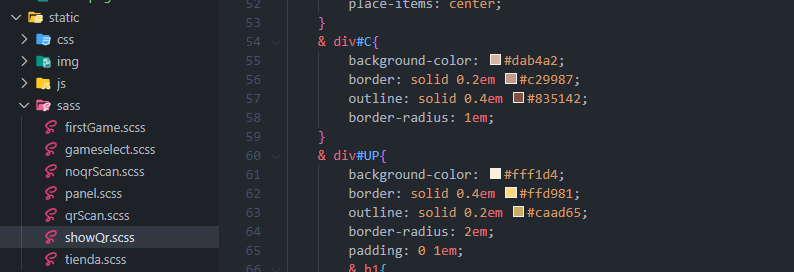 static
css
img
js
sass
firstGame.scss
gameselect.scss
noqrScan.scss
panel.scss
qrScan.scss
showQr.scss
tienda.scss
52 place-items: center;
53 }
54 & div#C{
55 background-color: #dab4a2;
56 border: solid 0.2em #c29987;
57 outline: solid 0.4em #835142;
58 border-radius: 1em;
59 }
60 & div#UP{
61 background-color: #fff1d4;
62 border: solid 0.4em #ffd981;
63 outline: solid 0.2em #caad65;
64 border-radius: 2em;
65 padding: 0 1em;
66 & h1{